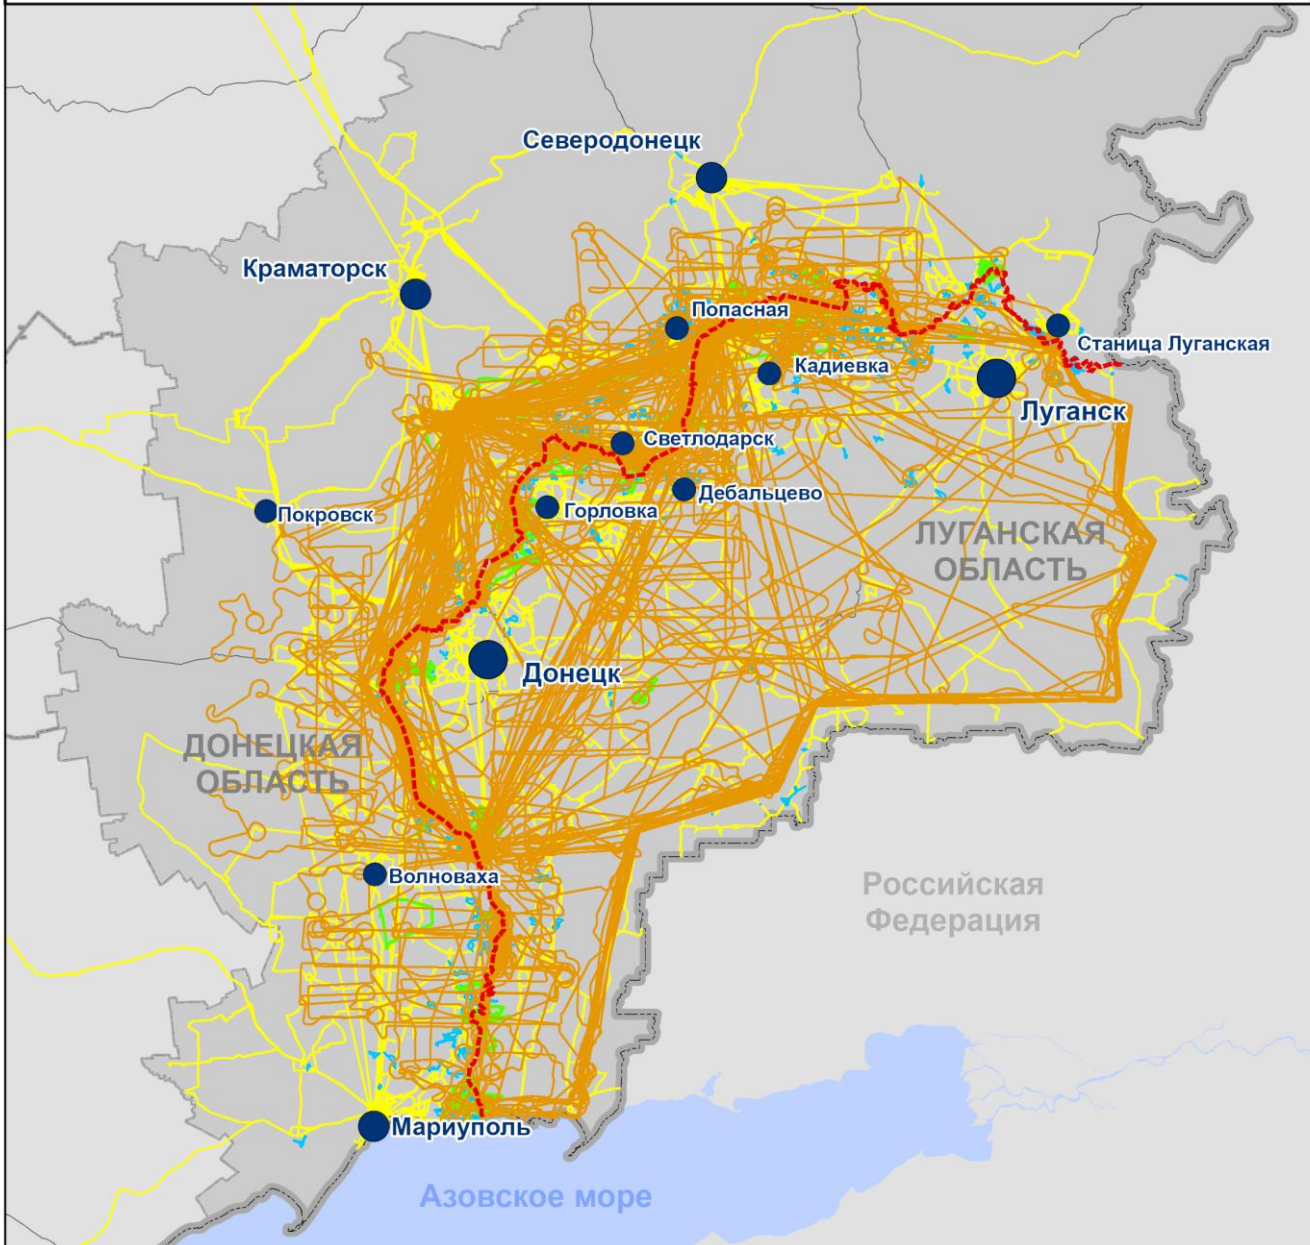 Северодонецк
Краматорск
Попасная
Станица Луганская
Кадиевка
Луганск
Светлодарск
Дебальцево
Покровск
Горловка
ЛУГАНСКАЯ
ОБЛАСТЬ
Донецк
ДОНЕЦКАЯ
ОБЛАСТЬ
Волноваха
Российская
Федерация
Мариуполь
Азовское море